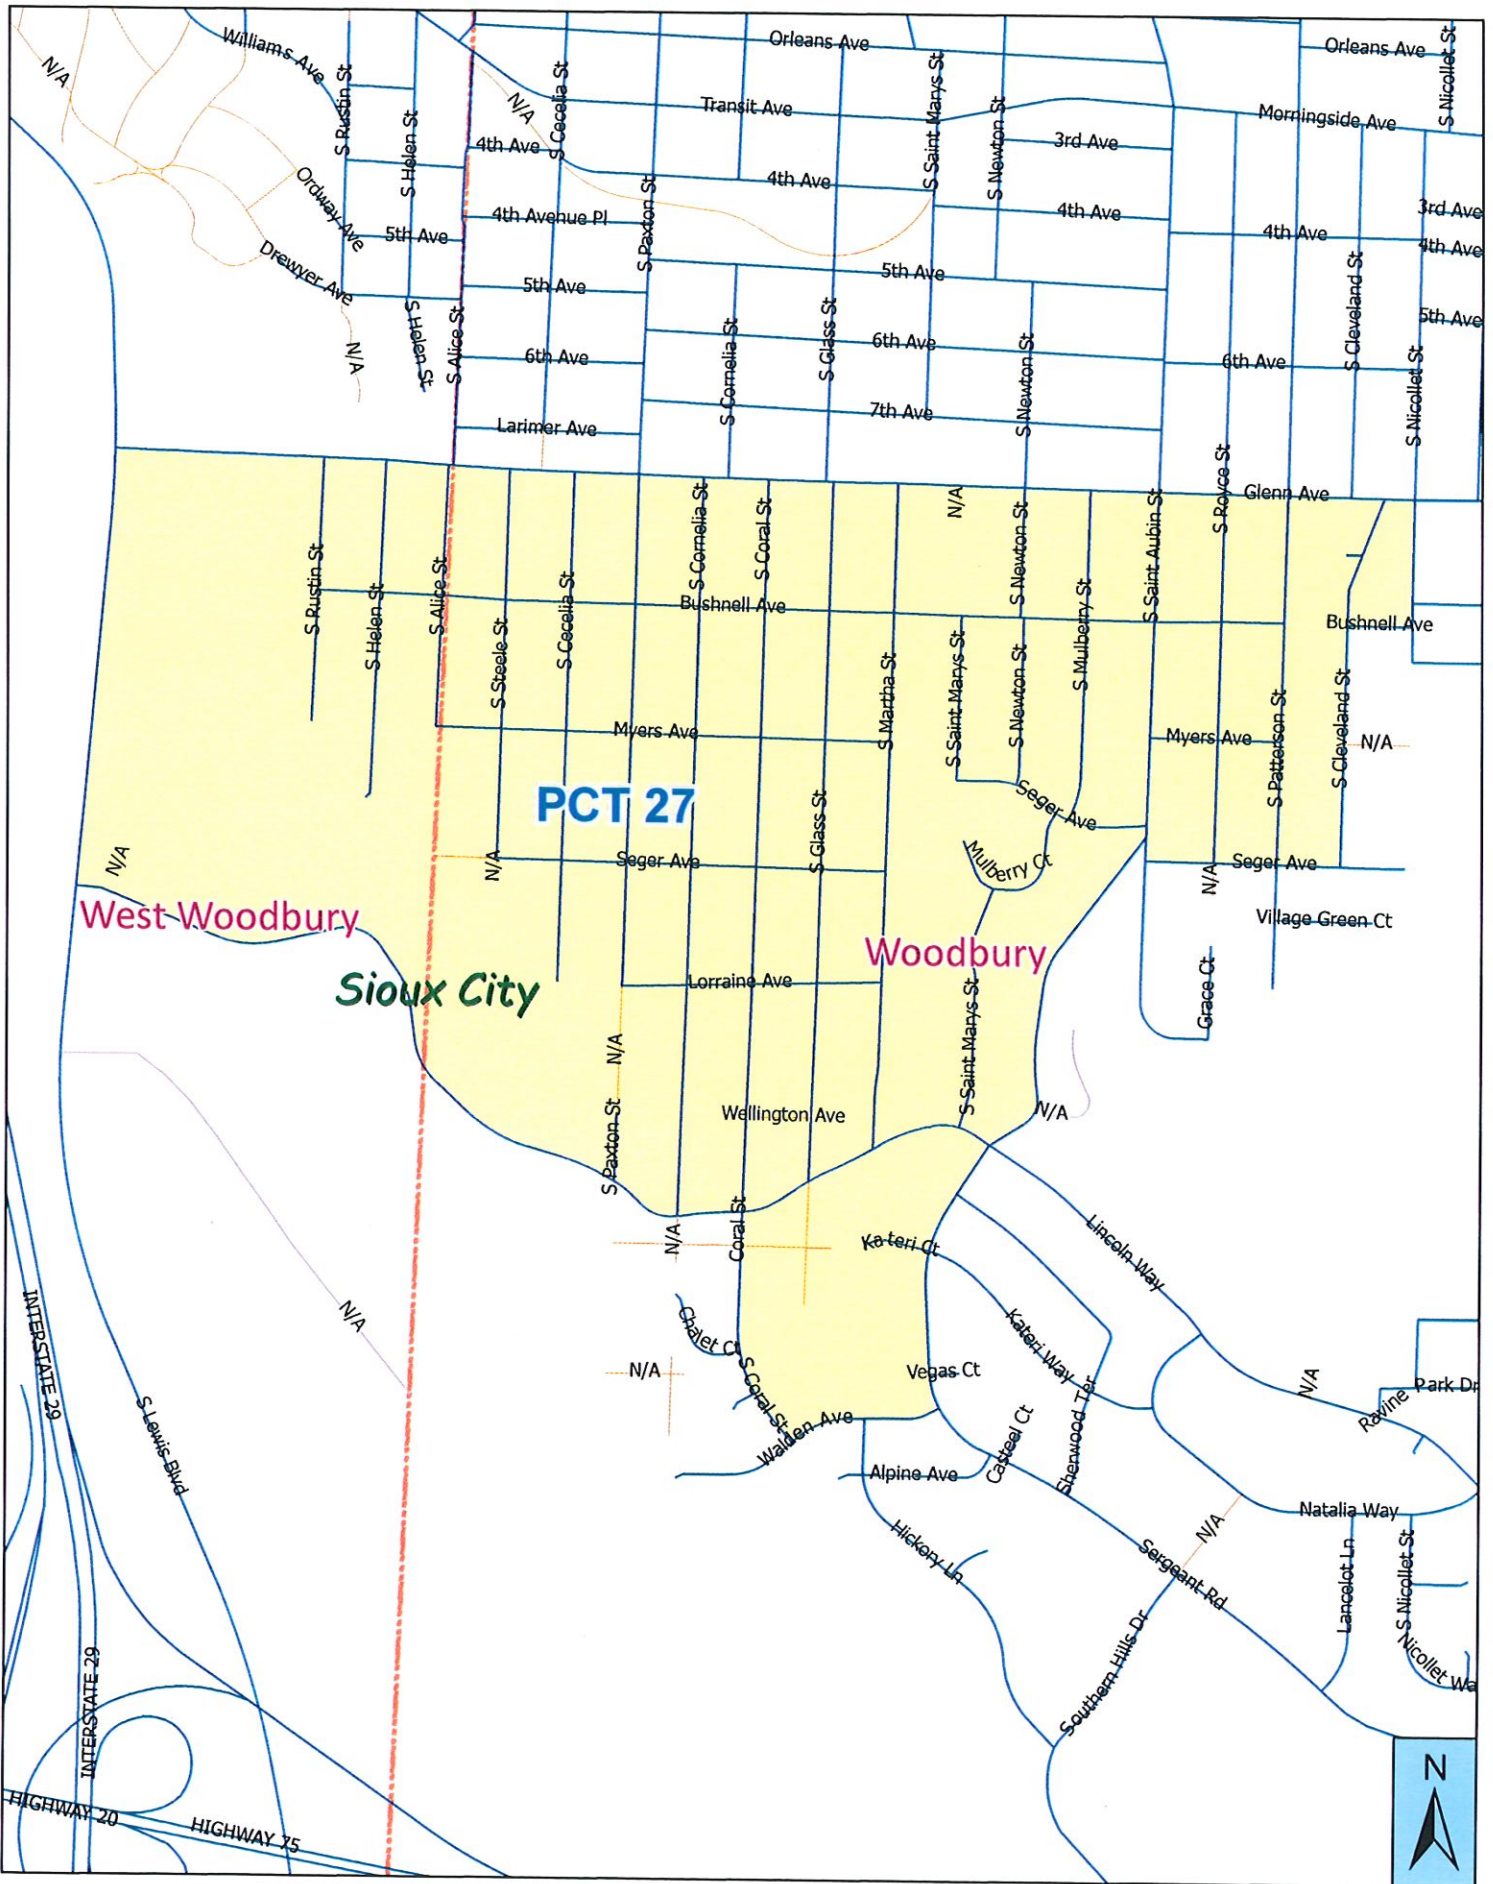 Williams Ave
Orleans Ave
Orleans Ave
S Nicollet St
N/A
S Rustin St
S Helen St
N/A
S Cecelia St
Transit Ave
S Saint Marys St
S Newton St
Morningside Ave
4th Ave
3rd Ave
Ordway Ave
4th Ave
4th Ave
3rd Ave
4th Avenue Pl
S Paxton St
5th Ave
4th Ave
4th Ave
Drewyer Ave
5th Ave
5th Ave
S Cleveland St
5th Ave
N/A
S Helen St
S Alice St
6th Ave
S Cornelia St
S Glass St
6th Ave
S Newton St
6th Ave
S Nicollet St
Larimer Ave
7th Ave
S Royce St
Glenn Ave
S Rustin St
S Helen St
S Alice St
S Steele St
S Cecelia St
S Cornelia St
S Coral St
N/A
S Newton St
S Mulberry St
S Saint Aubin St
Bushnell Ave
Bushnell Ave
S Martha St
S Saint Marys St
S Newton St
S Patterson St
S Cleveland St
Myers Ave
Myers Ave
N/A
PCT 27
S Glass St
Seger Ave
N/A
N/A
Seger Ave
Mulberry Ct
N/A
Seger Ave
West Woodbury
Woodbury
Village Green Ct
Sioux City
Lorraine Ave
S Saint Marys St
Grace Ct
N/A
S Paxton St
Wellington Ave
N/A
N/A
Coral St
Kateri Ct
Lincoln Way
INTERSTATE 29
N/A
Chalet Ct
Kateri Way
N/A
S Coral St
Vegas Ct
N/A
Park Dr
Ravine
S Lewis Blvd
Walden Ave
Casteel Ct
Sherwood Ter
Alpine Ave
Natalia Way
N/A
Hickory Ln
Sergeant Rd
Lancelot Ln
S Nicollet St
INTERSTATE 29
Southern Hills Dr
Nicollet Wa
N
HIGHWAY 20
HIGHWAY 75